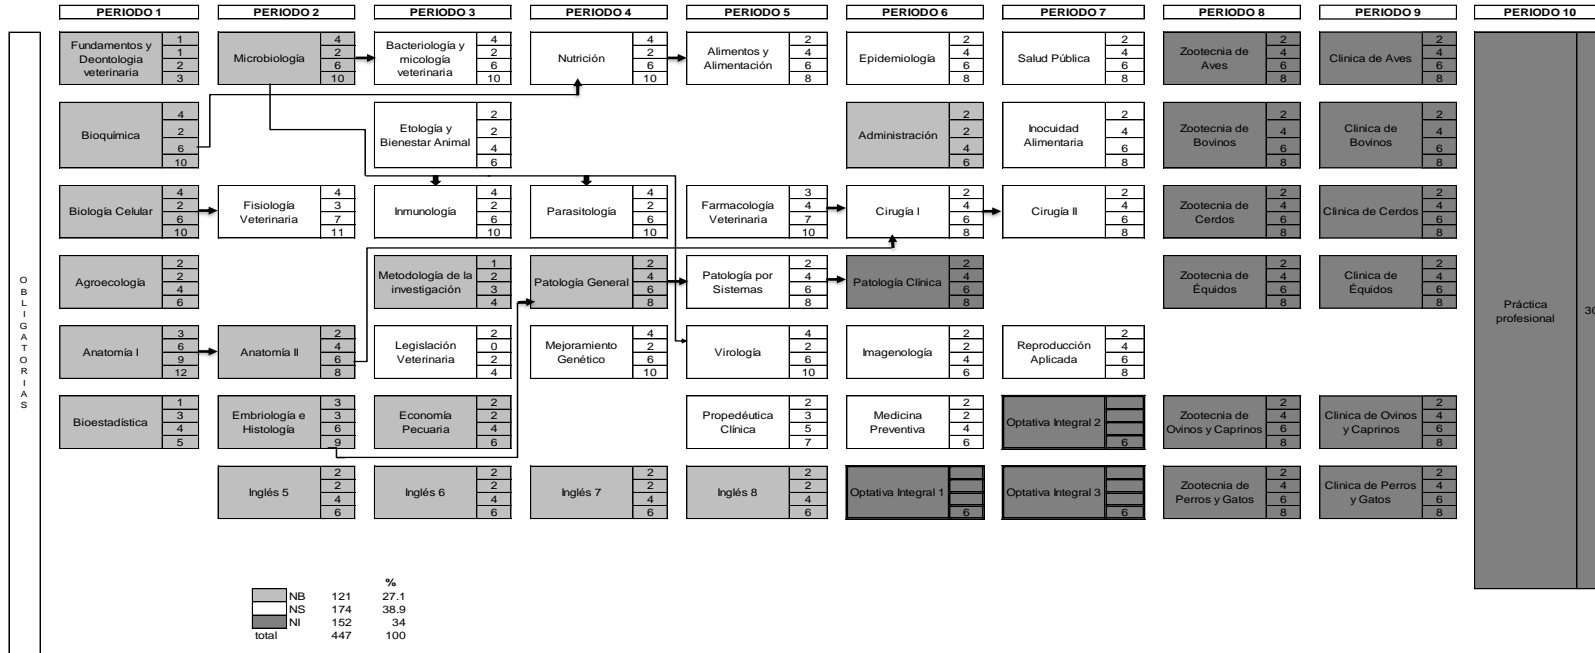 PERIODO 1 PERIODO 2 PERIODO 3 PERIODO 4 PERIODO 5 PERIODO 6 PERIODO 7 PERIODO 8 PERIODO 9 PERIODO 10
OBLIGATORIAS
Fundamentos y Deontologia veterinaria 1 1 2 3
Microbiología 4 2 6 10
Bacteriología y micología veterinaria 4 2 6 10
Nutrición 4 2 6 10
Alimentos y Alimentación 2 4 6 8
Epidemiología 2 4 6 8
Salud Pública 2 4 6 8
Zootecnia de Aves 2 4 6 8
Clinica de Aves 2 4 6 8
Bioquímica 4 2 6 10
Etología y Bienestar Animal 2 2 4 6
Administración 2 2 4 6
Inocuidad Alimentaria 2 4 6 8
Zootecnia de Bovinos 2 4 6 8
Clinica de Bovinos 2 4 6 8
Biología Celular 4 2 6 10
Fisiología Veterinaria 4 3 7 11
Inmunología 4 2 6 10
Parasitología 4 2 6 10
Farmacología Veterinaria 3 4 7 10
Cirugía I 2 4 6 8
Cirugía II 2 4 6 8
Zootecnia de Cerdos 2 4 6 8
Clinica de Cerdos 2 4 6 8
Agroecología 2 2 4 6
Metodología de la investigación 1 2 3 4
Patología General 2 4 6 8
Patología por Sistemas 2 4 6 8
Patología Clínica 2 4 6 8
Zootecnia de Équidos 2 4 6 8
Clinica de Équidos 2 4 6 8
Práctica profesional 30
Anatomía I 3 6 9 12
Anatomía II 2 4 6 8
Legislación Veterinaria 2 0 2 4
Mejoramiento Genético 4 2 6 10
Virología 4 2 6 10
Imagenología 2 2 4 6
Reproducción Aplicada 2 4 6 8
Bioestadística 1 3 4 5
Embriología e Histología 3 3 6 9
Economía Pecuaria 2 2 4 6
Propedéutica Clínica 2 3 5 7
Medicina Preventiva 2 2 4 6
Optativa Integral 2 6
Zootecnia de Ovinos y Caprinos 2 4 6 8
Clinica de Ovinos y Caprinos 2 4 6 8
Inglés 5 2 2 4 6
Inglés 6 2 2 4 6
Inglés 7 2 2 4 6
Inglés 8 2 2 4 6
Optativa Integral 1 6
Optativa Integral 3 6
Zootecnia de Perros y Gatos 2 4 6 8
Clinica de Perros y Gatos 2 4 6 8
%
NB 121 27.1
NS 174 38.9
NI 152 34
total 447 100